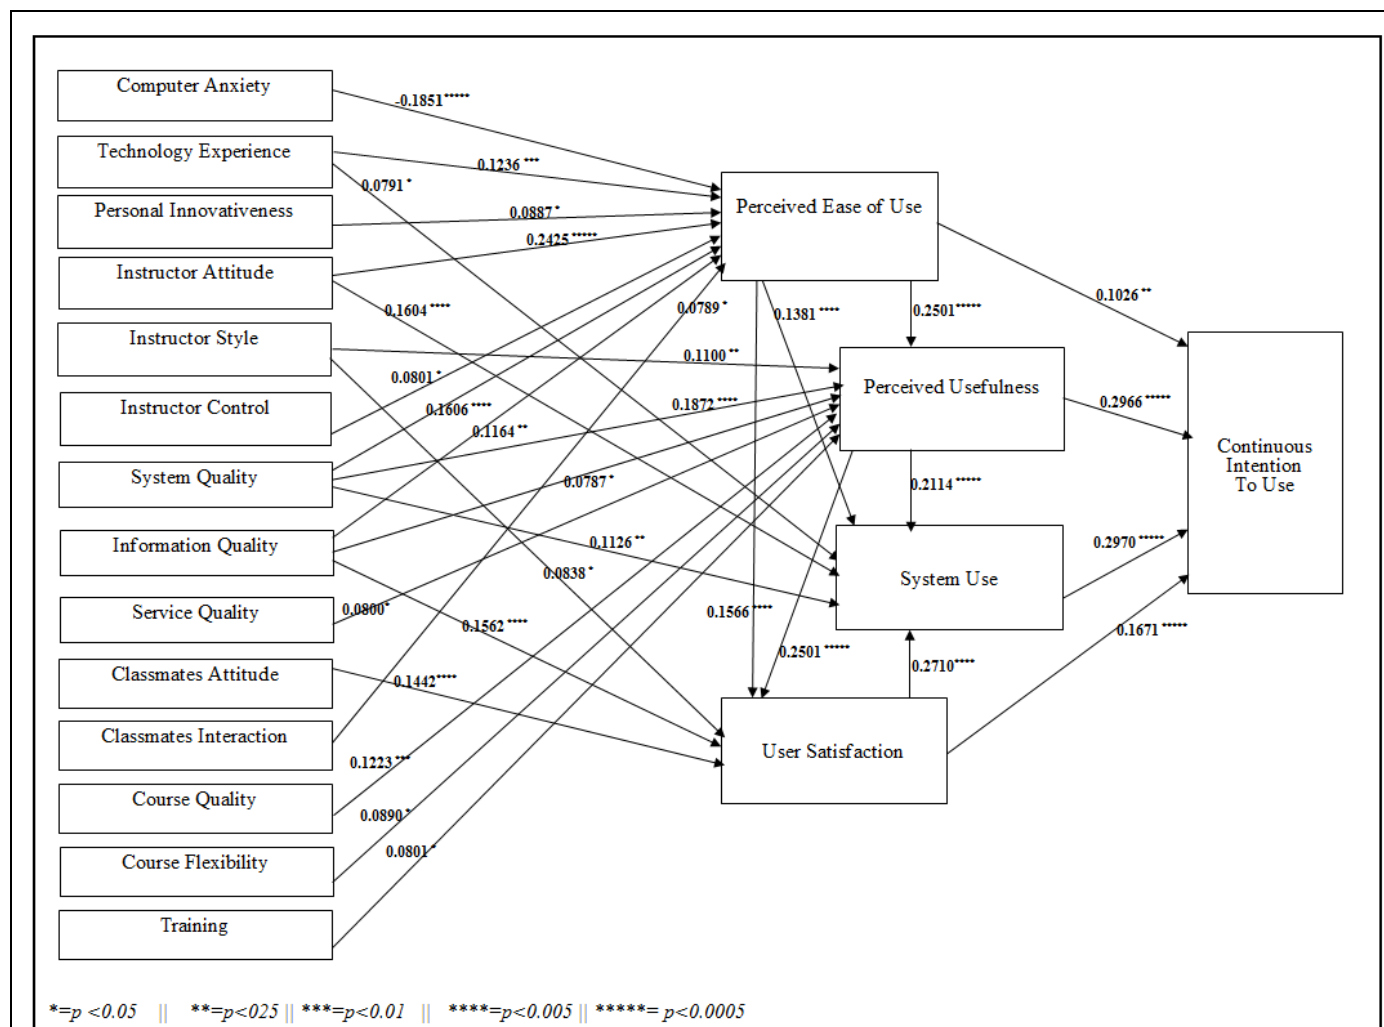 Computer Anxiety
-0.1851*****
Technology Experience
0.1236 ***
0.0791 *
Perceived Ease of Use
Personal Innovativeness
0.0887 *
0.2425 *****
Instructor Attitude
0.1604 ****
0.0789 *
0.1381 ****
0.2501*****
0.1026 **
Instructor Style
0.1100 **
Perceived Usefulness
0.0801 *
Instructor Control
0.1606 ****
0.1872 ****
0.2966 *****
0.1164 **
Continuous
Intention
To Use
System Quality
0.0787 *
0.2114 *****
Information Quality
0.1126 **
0.2970 *****
0.0838 *
System Use
Service Quality
0.0800*
0.1562 ****
0.1566 ****
0.1671 *****
0.2501 *****
0.2710****
Classmates Attitude
0.1442****
Classmates Interaction
User Satisfaction
0.1223 ***
Course Quality
0.0890 *
0.0801 *
Course Flexibility
Training
*=p <0.05 || **=p<025 || ***=p<0.01 || ****=p<0.005 || *****= p<0.0005